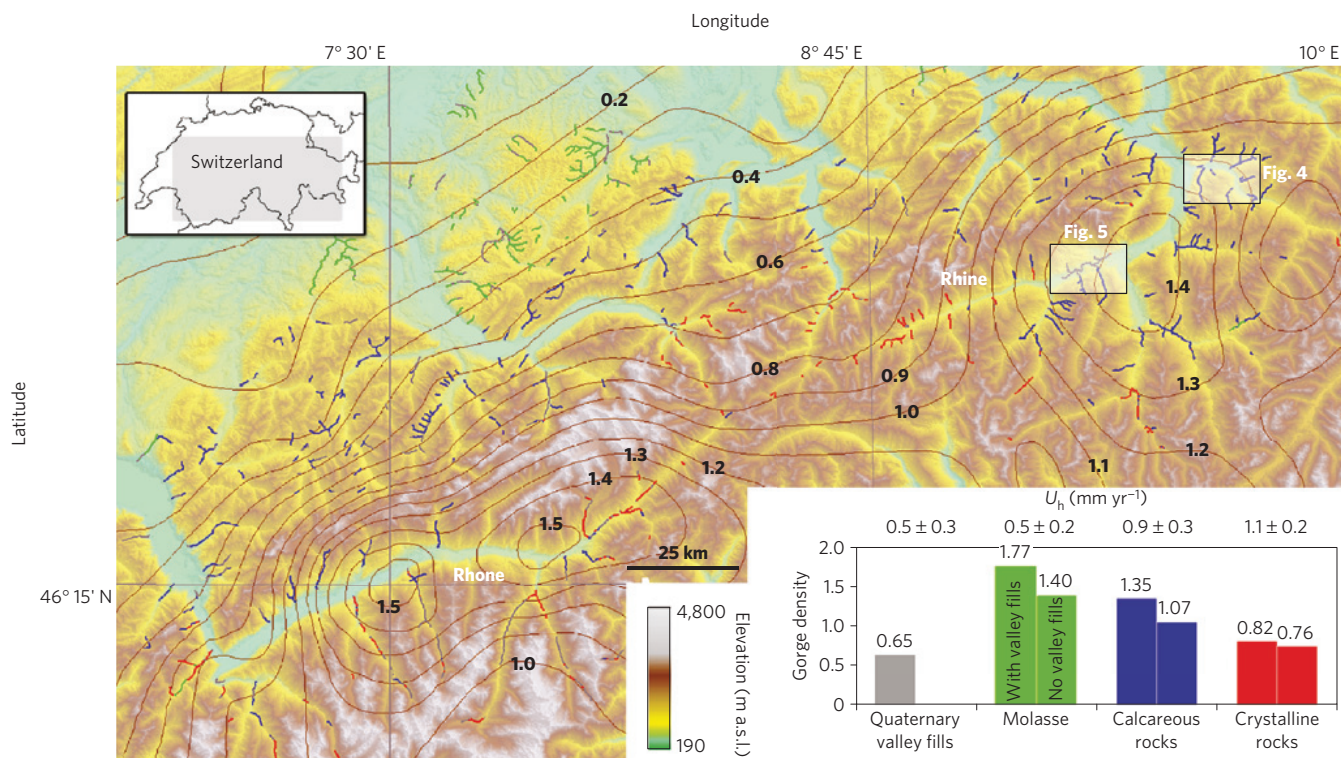 Longitude
7° 30' E
8° 45' E
10° E
Switzerland
0.2
0.4
Fig. 4
Fig. 5
0.6
Rhine
1.4
0.8
0.9
1.3
1.0
Latitude
1.3
1.2
1.2
1.1
1.4
1.5
25 km
Rhone
46° 15' N
1.5
1.0
4,800
190
Elevation (m a.s.l.)
U_h (mm yr⁻¹)
0.5 ± 0.3
0.5 ± 0.2
0.9 ± 0.3
1.1 ± 0.2
Gorge density
2.0
1.5
1.0
0.5
0
0.65
1.77
1.40
1.35
1.07
0.82
0.76
With valley fills
No valley fills
Quaternary
valley fills
Molasse
Calcareous
rocks
Crystalline
rocks